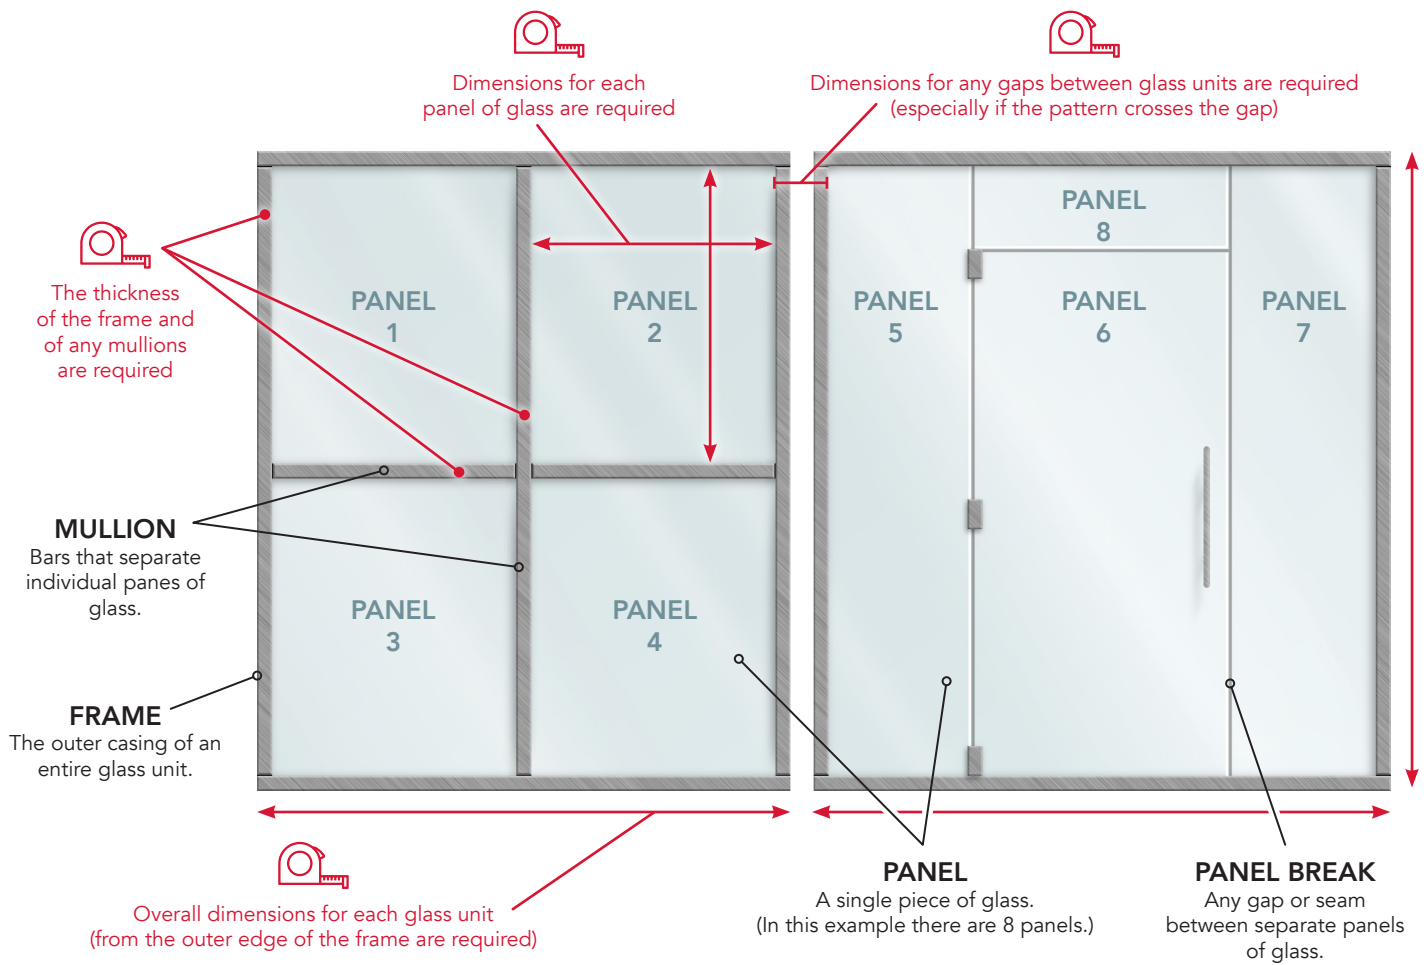 Dimensions for each
panel of glass are required
Dimensions for any gaps between glass units are required
(especially if the pattern crosses the gap)
The thickness
of the frame and
of any mullions
are required
PANEL
1
PANEL
2
PANEL
3
PANEL
4
PANEL
5
PANEL
6
PANEL
7
PANEL
8
MULLION
Bars that separate
individual panes of
glass.
FRAME
The outer casing of an
entire glass unit.
Overall dimensions for each glass unit
(from the outer edge of the frame are required)
PANEL
A single piece of glass.
(In this example there are 8 panels.)
PANEL BREAK
Any gap or seam
between separate panels
of glass.